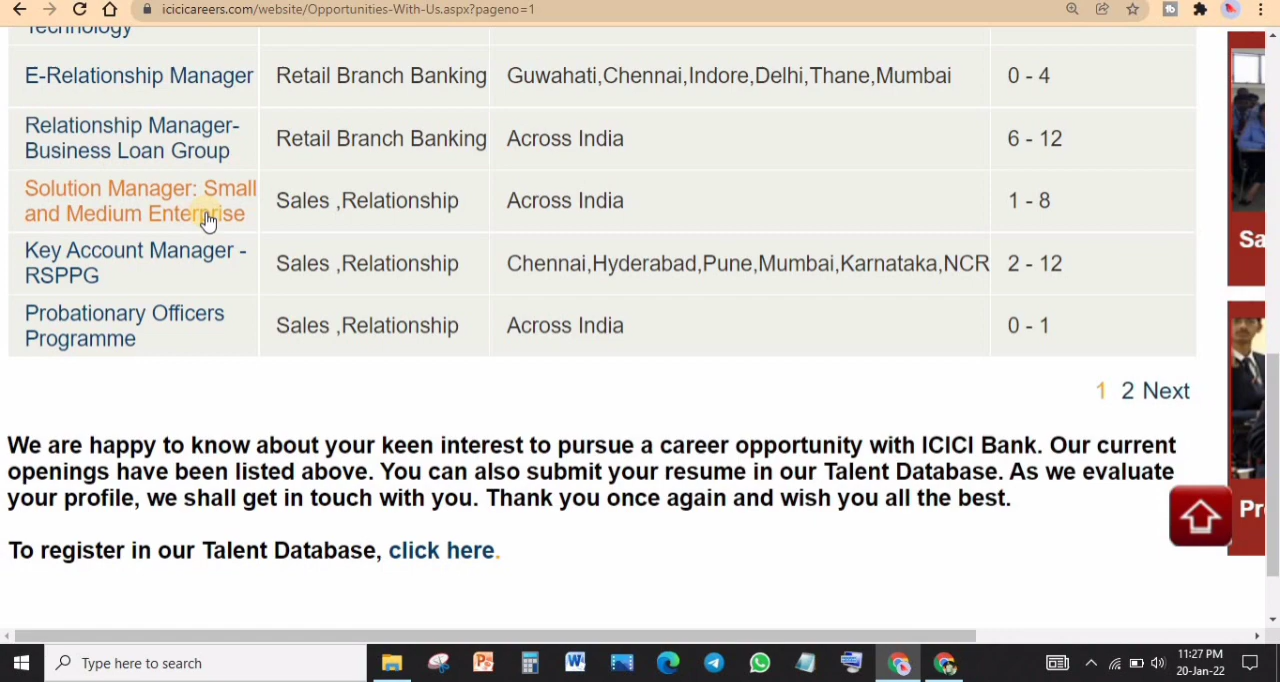 icicicareers.com/website/Opportunities-With-Us.aspx?pageno=1
Technology
E-Relationship Manager Retail Branch Banking Guwahati,Chennai,Indore,Delhi,Thane,Mumbai 0 - 4
Relationship Manager-
Business Loan Group Retail Branch Banking Across India 6 - 12
Solution Manager: Small
and Medium Enterprise Sales ,Relationship Across India 1 - 8
Key Account Manager -
RSPPG Sales ,Relationship Chennai,Hyderabad,Pune,Mumbai,Karnataka,NCR 2 - 12
Probationary Officers
Programme Sales ,Relationship Across India 0 - 1
Sa
Pr
1 2 Next
We are happy to know about your keen interest to pursue a career opportunity with ICICI Bank. Our current
openings have been listed above. You can also submit your resume in our Talent Database. As we evaluate
your profile, we shall get in touch with you. Thank you once again and wish you all the best.
To register in our Talent Database, click here.
Type here to search
11:27 PM
20-Jan-22